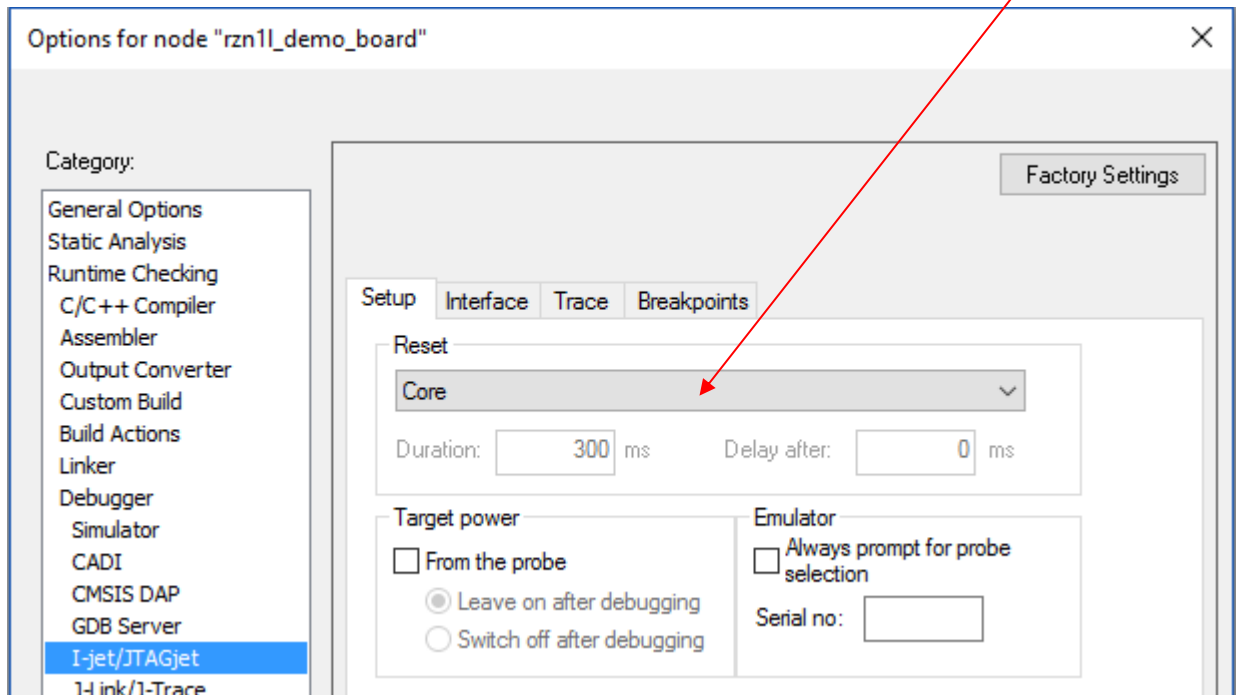 Options for node "rzn1l_demo_board"
Category:
Factory Settings
General Options
Static Analysis
Runtime Checking
C/C++ Compiler
Assembler
Output Converter
Custom Build
Build Actions
Linker
Debugger
Simulator
CADI
CMSIS DAP
GDB Server
I-jet/JTAGjet
J-Link/J-Trace
Setup Interface Trace Breakpoints
Reset
Core
Duration: 300 ms Delay after: 0 ms
Target power
From the probe
Leave on after debugging
Switch off after debugging
Emulator
Always prompt for probe
selection
Serial no: